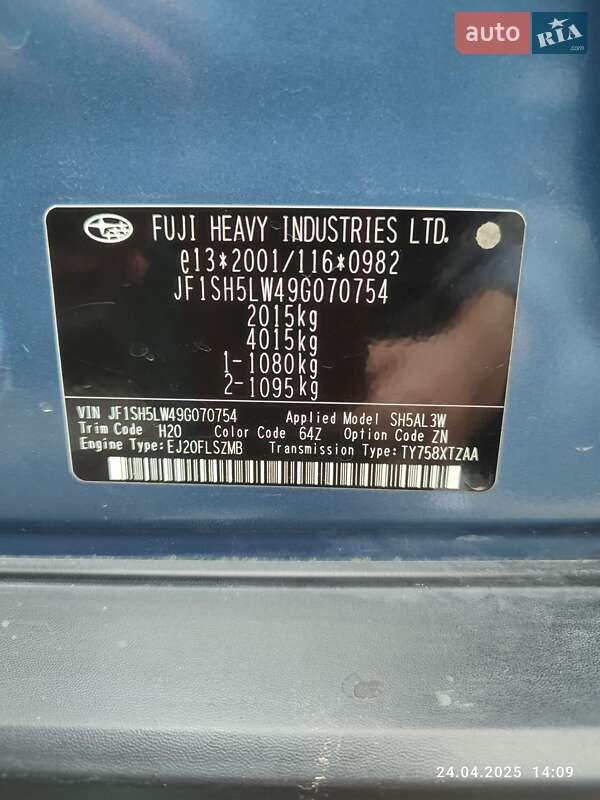 auto RIA.com
FUJI HEAVY INDUSTRIES LTD.
e13*2001/116*0982
JF1SH5LW49G070754
2015kg
4015kg
1-1080kg
2-1095kg
VIN JF1SH5LW49G070754 Applied Model SH5AL3W
Trim Code H20 Color Code 64Z Option Code ZN
Engine Type:EJ20FLSZMB Transmission Type:TY758XTZAA
24.04.2025 14:09